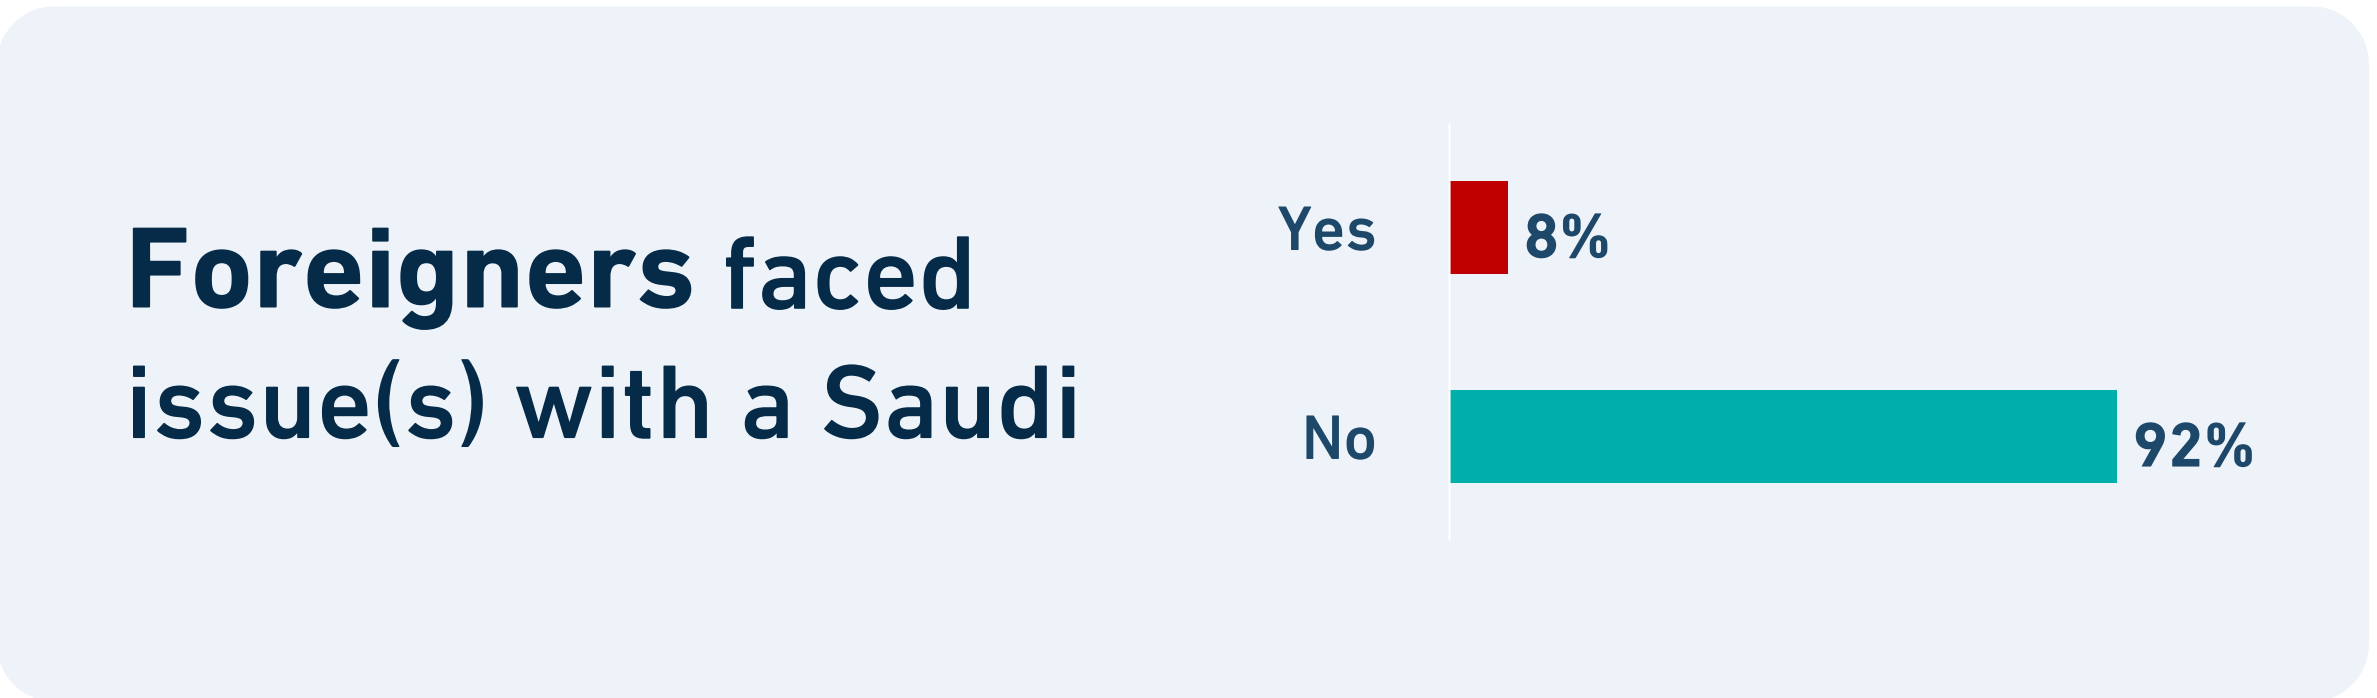 Foreigners faced
issue(s) with a Saudi
Yes
8%
No
92%